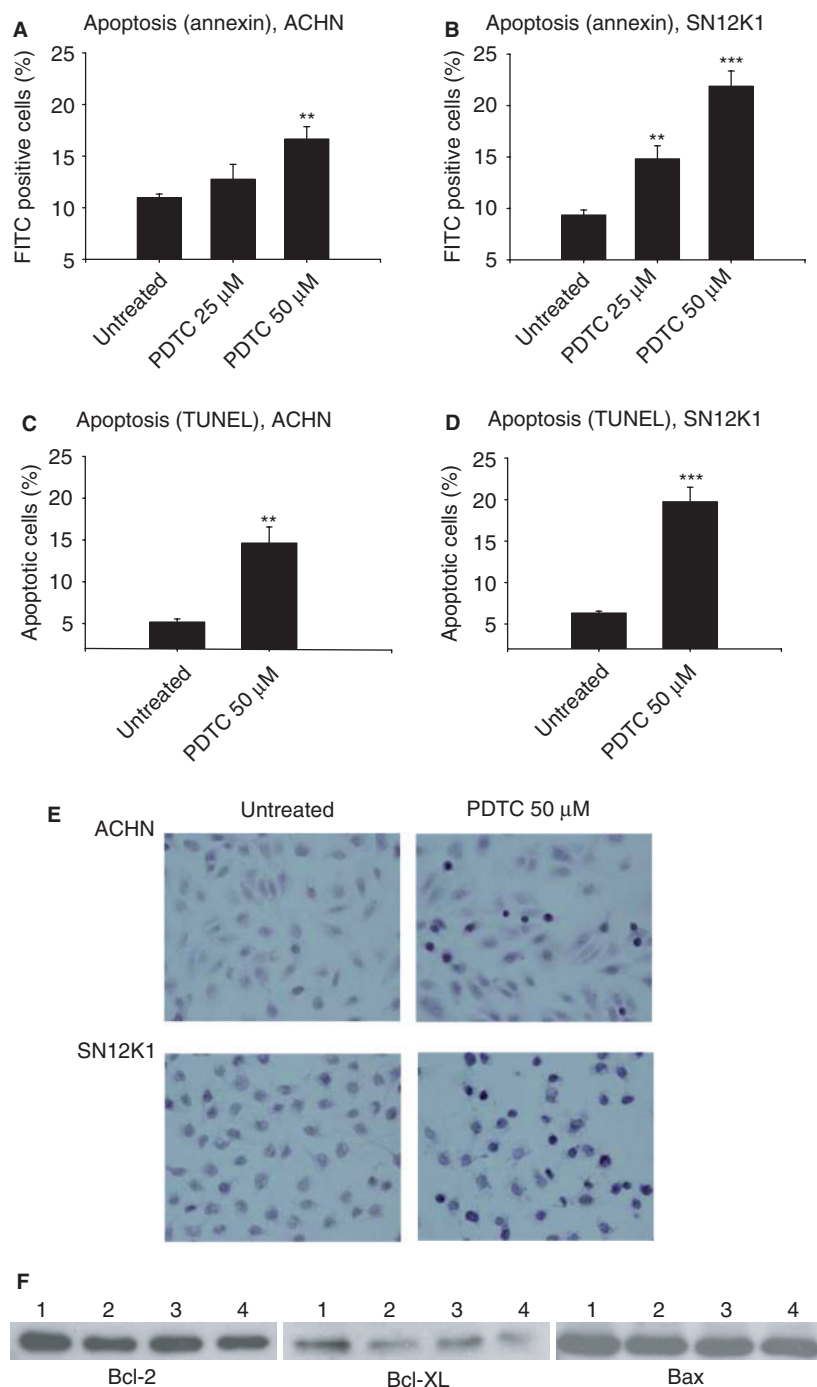 A Apoptosis (annexin), ACHN
FITC positive cells (%)
25
20
15
10
5
**
Untreated
PDTC 25 μM
PDTC 50 μM
B Apoptosis (annexin), SN12K1
FITC positive cells (%)
25
20
15
10
5
**
***
Untreated
PDTC 25 μM
PDTC 50 μM
C Apoptosis (TUNEL), ACHN
Apoptotic cells (%)
25
20
15
10
5
**
Untreated
PDTC 50 μM
D Apoptosis (TUNEL), SN12K1
Apoptotic cells (%)
25
20
15
10
5
***
Untreated
PDTC 50 μM
E
Untreated PDTC 50 μM
ACHN
SN12K1
F
1 2 3 4 1 2 3 4 1 2 3 4
Bcl-2 Bcl-XL Bax